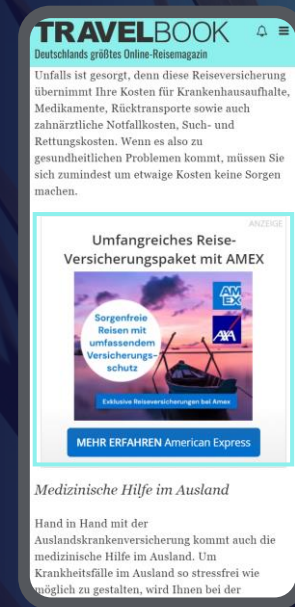 TRAVELBOOK
Deutschlands größtes Online-Reisemagazin
Unfalls ist gesorgt, denn diese Reiseversicherung
übernimmt Ihre Kosten für Krankenhausaufhalte,
Medikamente, Rücktransporte sowie auch
zahnärztliche Notfallkosten, Such- und
Rettungskosten. Wenn es also zu
gesundheitlichen Problemen kommt, müssen Sie
sich zumindest um etwaige Kosten keine Sorgen
machen.
ANZEIGE
Umfangreiches Reise-
Versicherungspaket mit AMEX
Sorgenfreie
Reisen mit
umfassendem
Versicherungs-
schutz
AM
EX
AXA
Exklusive Reiseversicherungen bei Amex
MEHR ERFAHREN American Express
Medizinische Hilfe im Ausland
Hand in Hand mit der
Auslandskrankenversicherung kommt auch die
medizinische Hilfe im Ausland. Um
Krankheitsfälle im Ausland so stressfrei wie
möglich zu gestalten, wird Ihnen bei der